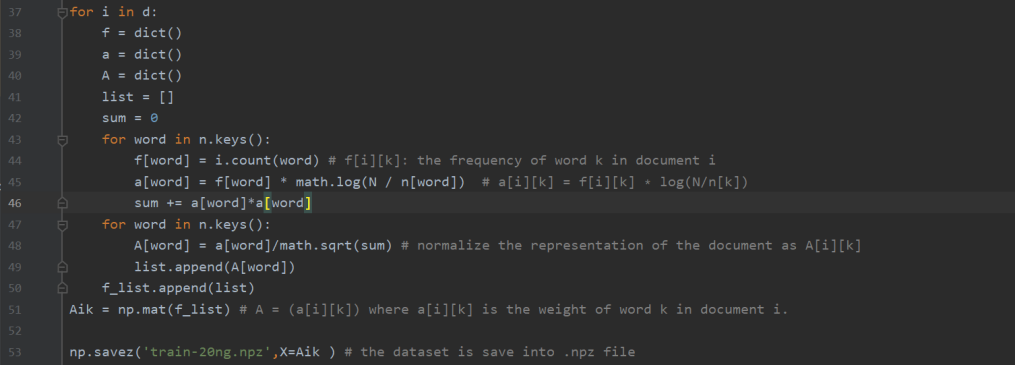 37 for i in d:
38     f = dict()
39     a = dict()
40     A = dict()
41     list = []
42     sum = 0
43     for word in n.keys():
44         f[word] = i.count(word) # f[i][k]: the frequency of word k in document i
45         a[word] = f[word] * math.log(N / n[word])  # a[i][k] = f[i][k] * log(N/n[k])
46         sum += a[word]*a[word]
47     for word in n.keys():
48         A[word] = a[word]/math.sqrt(sum) # normalize the representation of the document as A[i][k]
49         list.append(A[word])
50     f_list.append(list)
51 Aik = np.mat(f_list) # A = (a[i][k]) where a[i][k] is the weight of word k in document i.
52
53 np.savez('train-20ng.npz',X=Aik ) # the dataset is save into .npz file